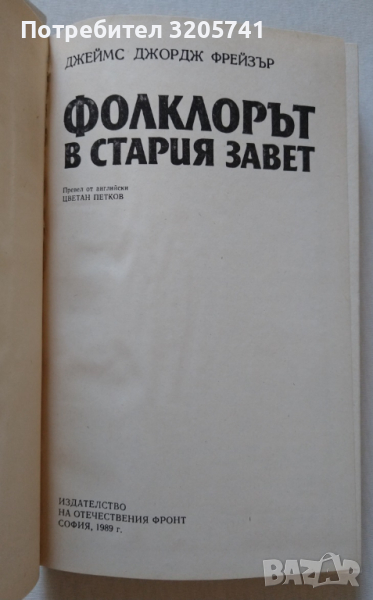 Потребител 3205741
ДЖЕЙМС ДЖОРДЖ ФРЕЙЗЪР
ФОЛКЛОРЪТ
В СТАРИЯ ЗАВЕТ
Превел от английски
ЦВЕТАН ПЕТКОВ
ИЗДАТЕЛСТВО
НА ОТЕЧЕСТВЕНИЯ ФРОНТ
СОФИЯ, 1989 г.
BAZAR